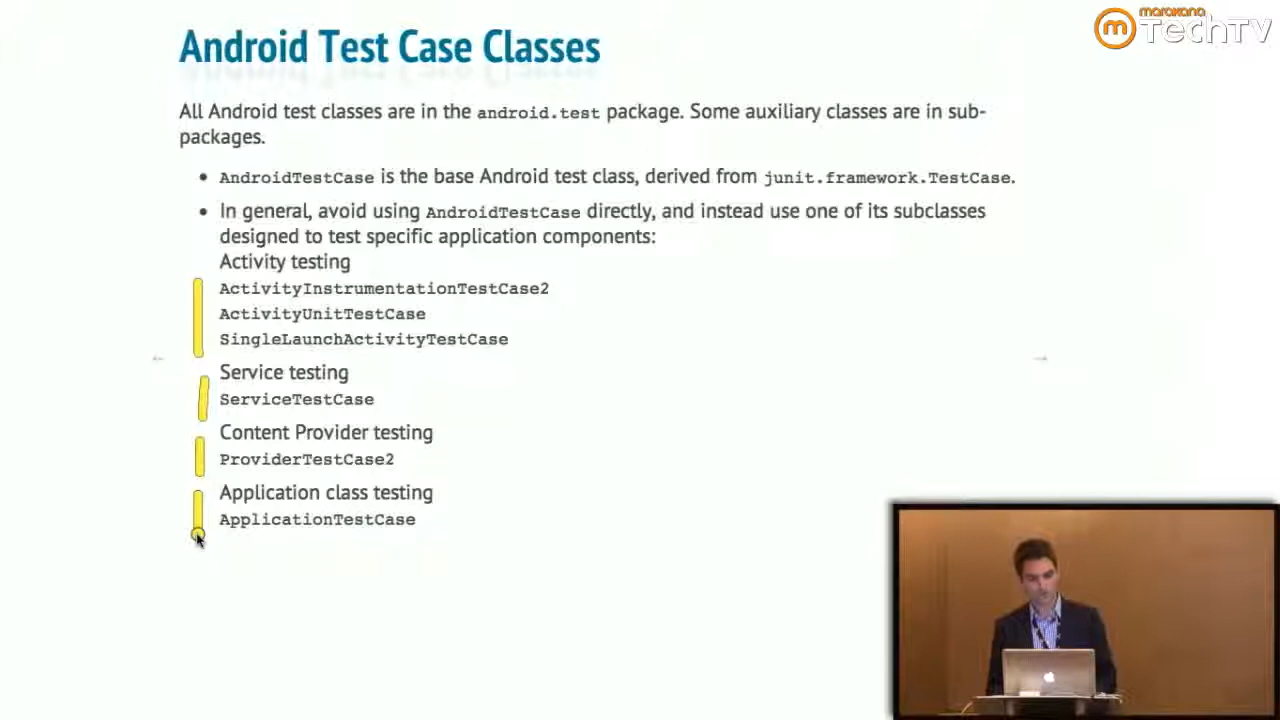 marakana
TechTV
Android Test Case Classes
All Android test classes are in the android.test package. Some auxiliary classes are in sub-
packages.
• AndroidTestCase is the base Android test class, derived from junit.framework.TestCase.
• In general, avoid using AndroidTestCase directly, and instead use one of its subclasses
designed to test specific application components:
Activity testing
ActivityInstrumentationTestCase2
ActivityUnitTestCase
SingleLaunchActivityTestCase
Service testing
ServiceTestCase
Content Provider testing
ProviderTestCase2
Application class testing
ApplicationTestCase